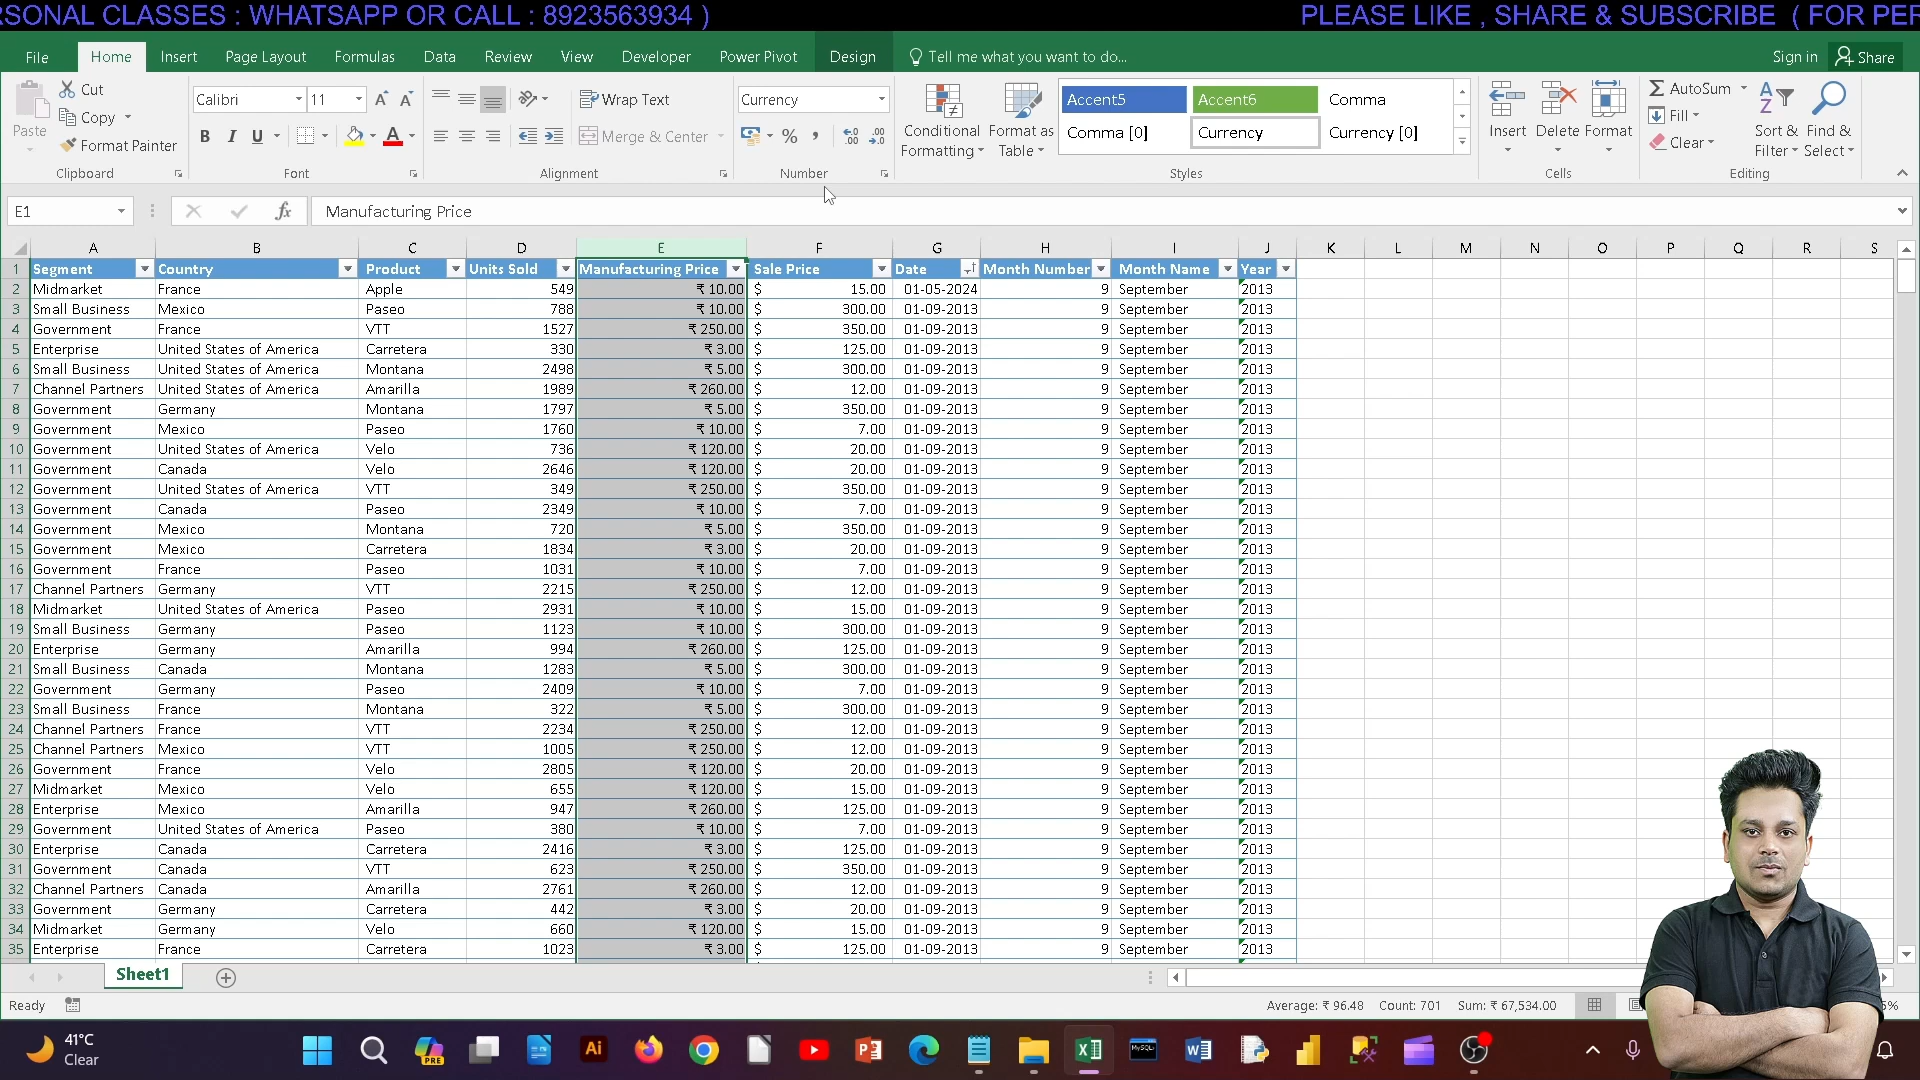 RSONAL CLASSES : WHATSAPP OR CALL : 8923563934 ) PLEASE LIKE , SHARE & SUBSCRIBE ( FOR PER
File Home Insert Page Layout Formulas Data Review View Developer Power Pivot Design Tell me what you want to do... Sign in Share
Paste Cut Copy Format Painter Clipboard
Calibri 11 B I U Font
Wrap Text Merge & Center Alignment
Currency % Number
Conditional Formatting Format as Table
Accent5 Accent6 Comma
Comma [0] Currency Currency [0]
Styles
Insert Delete Format Cells
AutoSum Fill Clear Sort & Filter Find & Select Editing
E1 fx Manufacturing Price
A B C D E F G H I J K L M N O P Q R S
1 Segment Country Product Units Sold Manufacturing Price Sale Price Date Month Number Month Name Year
2 Midmarket France Apple 549 ₹ 10.00 $ 15.00 01-05-2024 9 September 2013
3 Small Business Mexico Paseo 788 ₹ 10.00 $ 300.00 01-09-2013 9 September 2013
4 Government France VTT 1527 ₹ 250.00 $ 350.00 01-09-2013 9 September 2013
5 Enterprise United States of America Carretera 330 ₹ 3.00 $ 125.00 01-09-2013 9 September 2013
6 Small Business United States of America Montana 2498 ₹ 5.00 $ 300.00 01-09-2013 9 September 2013
7 Channel Partners United States of America Amarilla 1989 ₹ 260.00 $ 12.00 01-09-2013 9 September 2013
8 Government Germany Montana 1797 ₹ 5.00 $ 350.00 01-09-2013 9 September 2013
9 Government Mexico Paseo 1760 ₹ 10.00 $ 7.00 01-09-2013 9 September 2013
10 Government United States of America Velo 736 ₹ 120.00 $ 20.00 01-09-2013 9 September 2013
11 Government Canada Velo 2646 ₹ 120.00 $ 20.00 01-09-2013 9 September 2013
12 Government United States of America VTT 349 ₹ 250.00 $ 350.00 01-09-2013 9 September 2013
13 Government Canada Paseo 2349 ₹ 10.00 $ 7.00 01-09-2013 9 September 2013
14 Government Mexico Montana 720 ₹ 5.00 $ 350.00 01-09-2013 9 September 2013
15 Government Mexico Carretera 1834 ₹ 3.00 $ 20.00 01-09-2013 9 September 2013
16 Government France Paseo 1031 ₹ 10.00 $ 7.00 01-09-2013 9 September 2013
17 Channel Partners Germany VTT 2215 ₹ 250.00 $ 12.00 01-09-2013 9 September 2013
18 Midmarket United States of America Paseo 2931 ₹ 10.00 $ 15.00 01-09-2013 9 September 2013
19 Small Business Germany Paseo 1123 ₹ 10.00 $ 300.00 01-09-2013 9 September 2013
20 Enterprise Germany Amarilla 994 ₹ 260.00 $ 125.00 01-09-2013 9 September 2013
21 Small Business Canada Montana 1283 ₹ 5.00 $ 300.00 01-09-2013 9 September 2013
22 Government Germany Paseo 2409 ₹ 10.00 $ 7.00 01-09-2013 9 September 2013
23 Small Business France Montana 322 ₹ 5.00 $ 300.00 01-09-2013 9 September 2013
24 Channel Partners France VTT 2234 ₹ 250.00 $ 12.00 01-09-2013 9 September 2013
25 Channel Partners Mexico VTT 1005 ₹ 250.00 $ 12.00 01-09-2013 9 September 2013
26 Government France Velo 2805 ₹ 120.00 $ 20.00 01-09-2013 9 September 2013
27 Midmarket Mexico Velo 655 ₹ 120.00 $ 15.00 01-09-2013 9 September 2013
28 Enterprise Mexico Amarilla 947 ₹ 260.00 $ 125.00 01-09-2013 9 September 2013
29 Government United States of America Paseo 380 ₹ 10.00 $ 7.00 01-09-2013 9 September 2013
30 Enterprise Canada Carretera 2416 ₹ 3.00 $ 125.00 01-09-2013 9 September 2013
31 Government Canada VTT 623 ₹ 250.00 $ 350.00 01-09-2013 9 September 2013
32 Channel Partners Canada Amarilla 2761 ₹ 260.00 $ 12.00 01-09-2013 9 September 2013
33 Government Germany Carretera 442 ₹ 3.00 $ 20.00 01-09-2013 9 September 2013
34 Midmarket Germany Velo 660 ₹ 120.00 $ 15.00 01-09-2013 9 September 2013
35 Enterprise France Carretera 1023 ₹ 3.00 $ 125.00 01-09-2013 9 September 2013
Sheet1
Ready Average: ₹ 96.48 Count: 701 Sum: ₹ 67,534.00 5%
41°C
Clear
PRE Ai MySQL